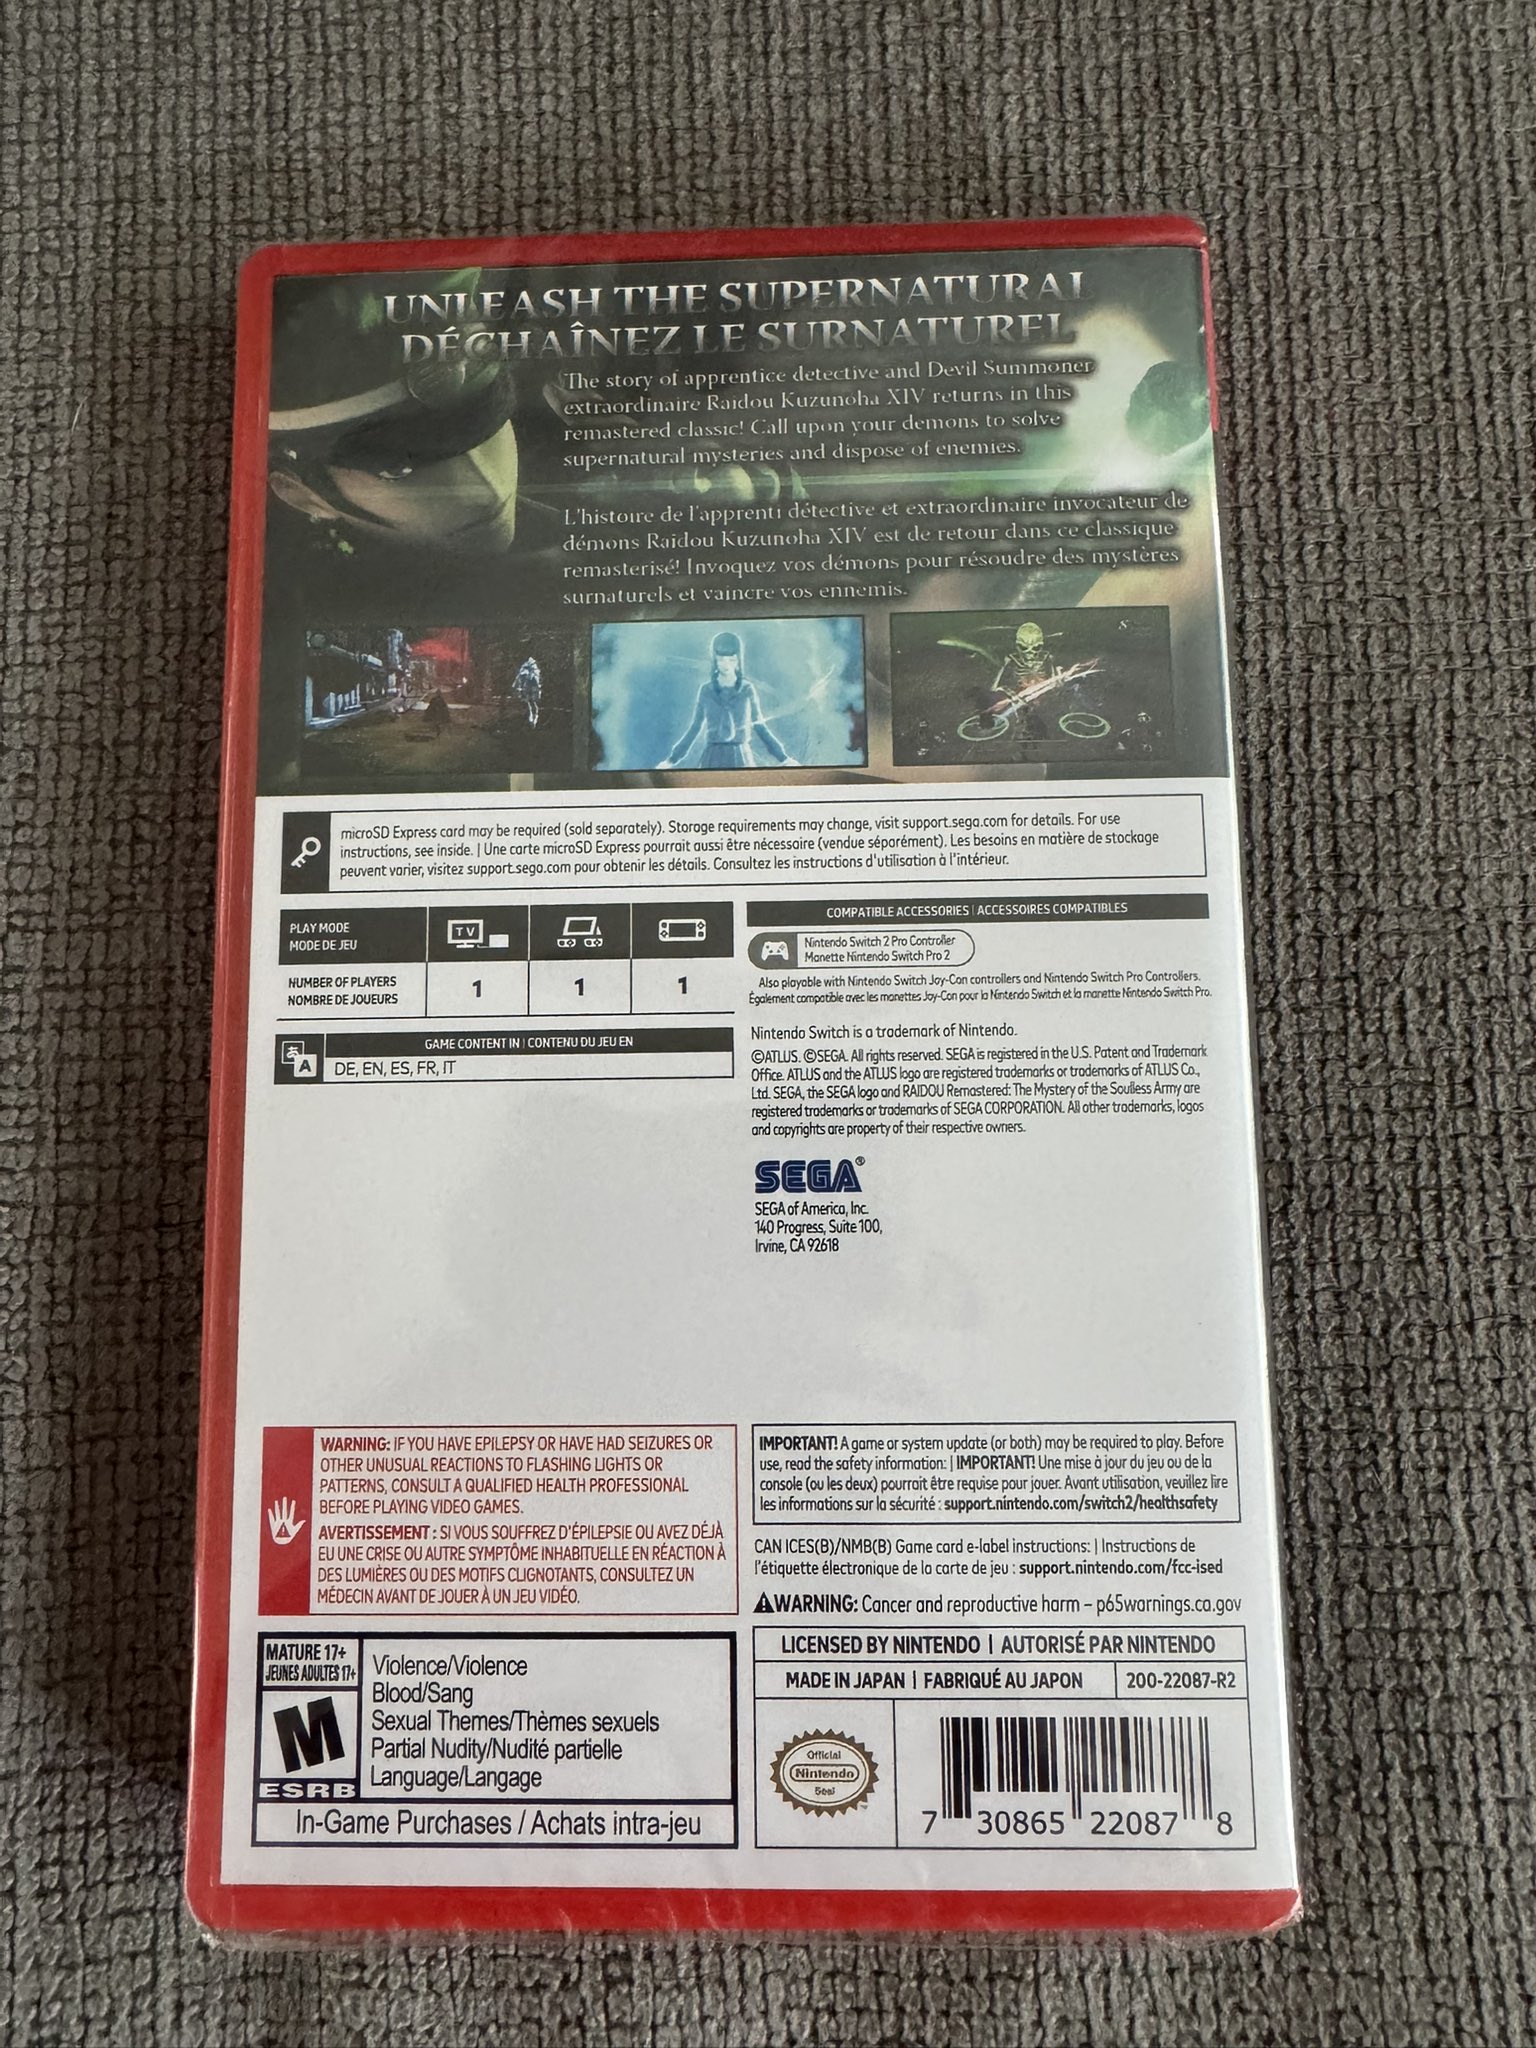 UNLEASH THE SUPERNATURAL
DÉCHAÎNEZ LE SURNATUREL
The story of apprentice detective and Devil Summoner
extraordinaire Raidou Kuzunoha XIV returns in this
remastered classic! Call upon your demons to solve
supernatural mysteries and dispose of enemies.
L'histoire de l'apprenti détective et extraordinaire invocateur de
démons Raidou Kuzunoha XIV est de retour dans ce classique
remasterisé! Invoquez vos démons pour résoudre des mystères
surnaturels et vaincre vos ennemis.
microSD Express card may be required (sold separately). Storage requirements may change, visit support.sega.com for details. For use
instructions, see inside. | Une carte microSD Express pourrait aussi être nécessaire (vendue séparément). Les besoins en matière de stockage
peuvent varier, visitez support.sega.com pour obtenir les détails. Consultez les instructions d'utilisation à l'intérieur.
PLAY MODE
MODE DE JEU
TV
NUMBER OF PLAYERS
NOMBRE DE JOUEURS
1 1 1
あA
GAME CONTENT IN | CONTENU DU JEU EN
DE, EN, ES, FR, IT
COMPATIBLE ACCESSORIES | ACCESSOIRES COMPATIBLES
Nintendo Switch 2 Pro Controller
Manette Nintendo Switch Pro 2
Also playable with Nintendo Switch Joy-Con controllers and Nintendo Switch Pro Controllers.
Également compatible avec les manettes Joy-Con pour la Nintendo Switch et la manette Nintendo Switch Pro.
Nintendo Switch is a trademark of Nintendo.
©ATLUS. ©SEGA. All rights reserved. SEGA is registered in the U.S. Patent and Trademark
Office. ATLUS and the ATLUS logo are registered trademarks or trademarks of ATLUS Co.,
Ltd. SEGA, the SEGA logo and RAIDOU Remastered: The Mystery of the Soulless Army are
registered trademarks or trademarks of SEGA CORPORATION. All other trademarks, logos
and copyrights are property of their respective owners.
SEGA®
SEGA of America, Inc.
140 Progress, Suite 100,
Irvine, CA 92618
WARNING: IF YOU HAVE EPILEPSY OR HAVE HAD SEIZURES OR
OTHER UNUSUAL REACTIONS TO FLASHING LIGHTS OR
PATTERNS, CONSULT A QUALIFIED HEALTH PROFESSIONAL
BEFORE PLAYING VIDEO GAMES.
AVERTISSEMENT : SI VOUS SOUFFREZ D'ÉPILEPSIE OU AVEZ DÉJÀ
EU UNE CRISE OU AUTRE SYMPTÔME INHABITUELLE EN RÉACTION À
DES LUMIÈRES OU DES MOTIFS CLIGNOTANTS, CONSULTEZ UN
MÉDECIN AVANT DE JOUER À UN JEU VIDÉO.
IMPORTANT! A game or system update (or both) may be required to play. Before
use, read the safety information: | IMPORTANT! Une mise à jour du jeu ou de la
console (ou les deux) pourrait être requise pour jouer. Avant utilisation, veuillez lire
les informations sur la sécurité : support.nintendo.com/switch2/healthsafety
CAN ICES(B)/NMB(B) Game card e-label instructions: | Instructions de
l'étiquette électronique de la carte de jeu : support.nintendo.com/fcc-ised
WARNING: Cancer and reproductive harm – p65warnings.ca.gov
MATURE 17+
JEUNES ADULTES 17+
M
ESRB
Violence/Violence
Blood/Sang
Sexual Themes/Thèmes sexuels
Partial Nudity/Nudité partielle
Language/Langage
In-Game Purchases / Achats intra-jeu
LICENSED BY NINTENDO | AUTORISÉ PAR NINTENDO
MADE IN JAPAN | FABRIQUÉ AU JAPON
200-22087-R2
Official
Nintendo
Seal
7 30865 22087 8